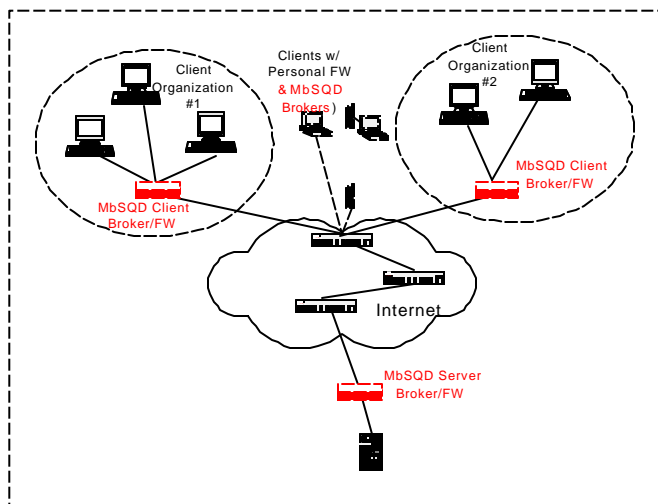 Client
Organization
#1
Clients w/
Personal FW
& MbSQD
Brokers)
Client
Organization
#2
MbSQD Client
Broker/FW
MbSQD Client
Broker/FW
Internet
MbSQD Server
Broker/FW